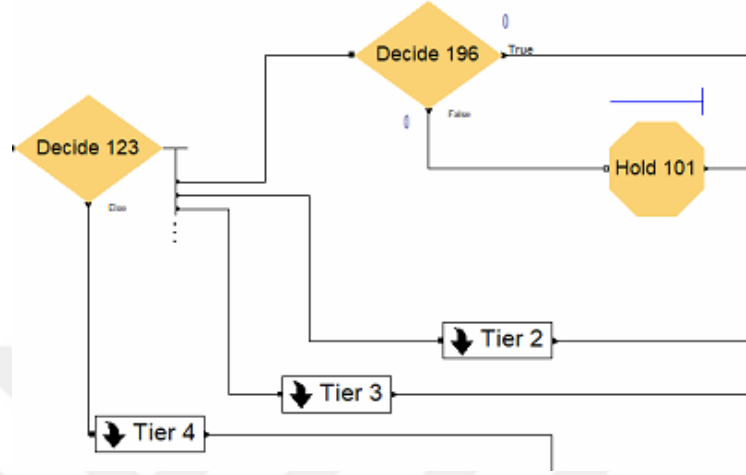 Decide 196
0
True
0
False
Decide 123
Else
Hold 101
Tier 2
Tier 3
Tier 4